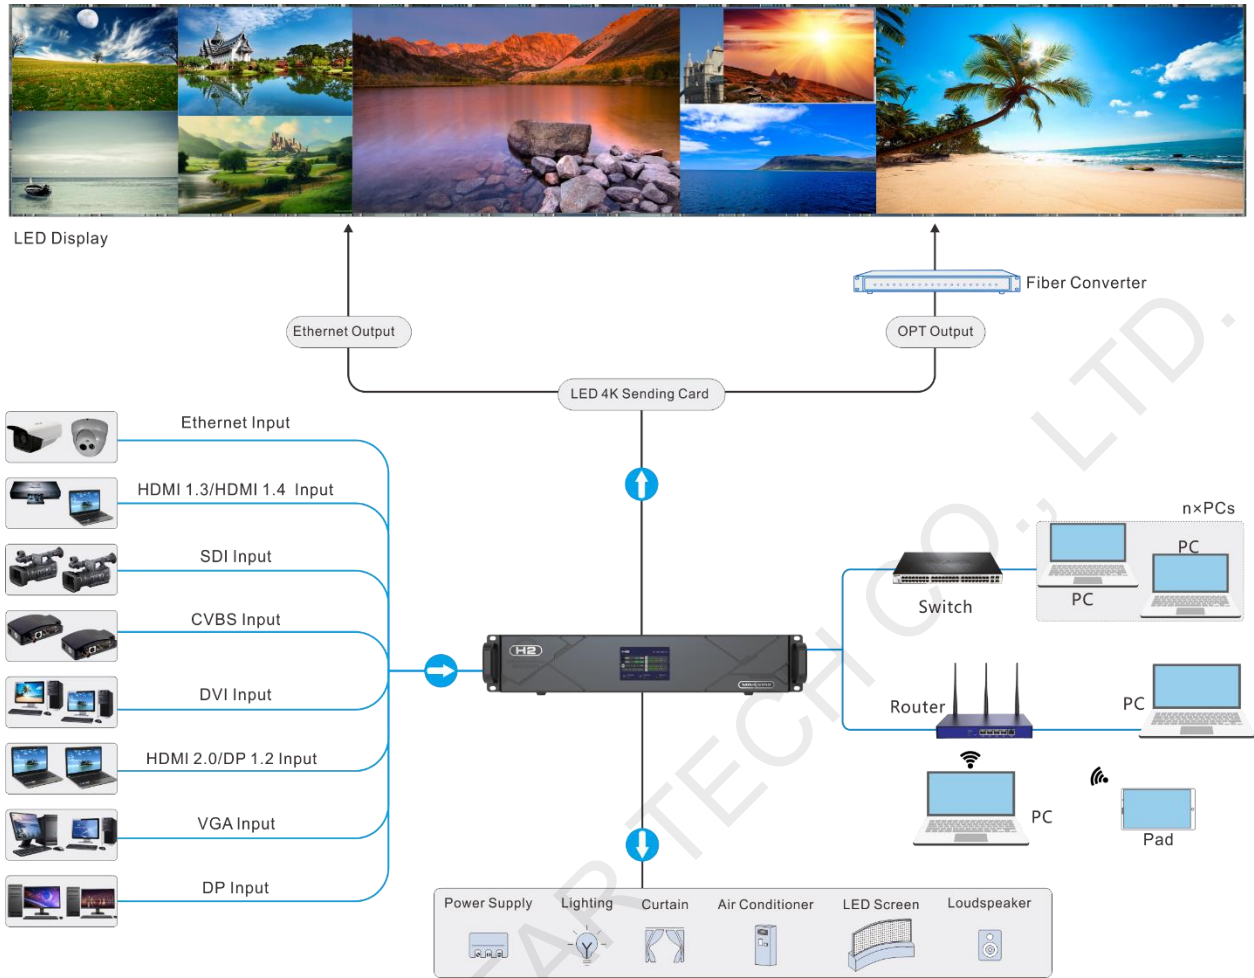 LED Display
Fiber Converter
Ethernet Output
OPT Output
LED 4K Sending Card
Ethernet Input
HDMI 1.3/HDMI 1.4 Input
SDI Input
CVBS Input
DVI Input
HDMI 2.0/DP 1.2 Input
VGA Input
DP Input
H2
n×PCs
PC
PC
Switch
Router
PC
PC
Pad
Power Supply
Lighting
Curtain
Air Conditioner
LED Screen
Loudspeaker
TAR TECH CO., LTD.